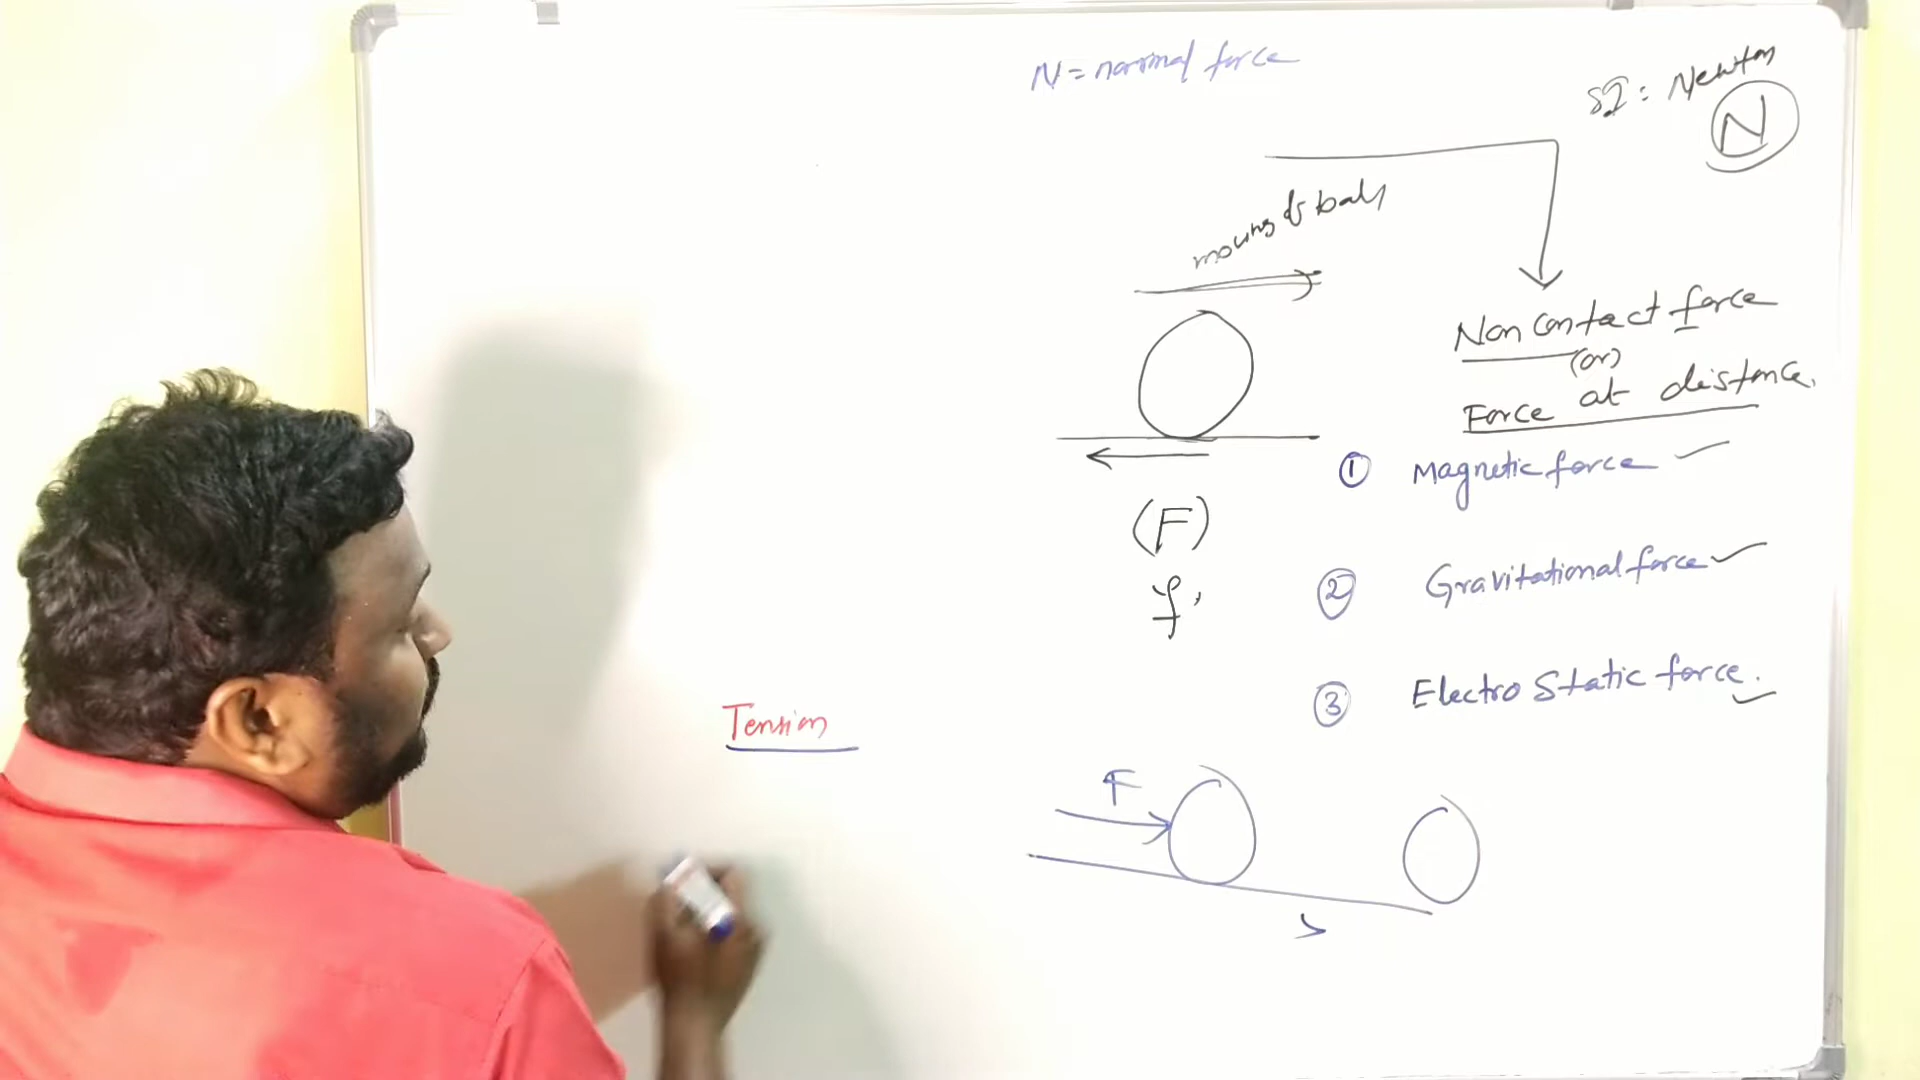 N = normal force
SI : Newton
N
moving of ball
Non contact force
(or)
Force at distance.
① Magnetic force
(F)
② Gravitational force
f,
③ Electro Static force.
Tension
F